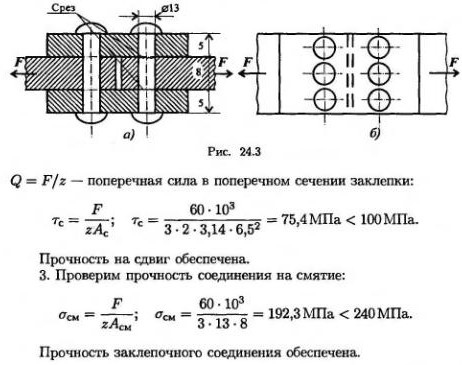 Срез
⌀13
5
F
8
F
5
F
F
а)
б)
Рис. 24.3
Q = F/z — поперечная сила в поперечном сечении заклепки:
τс = F/(zAс); τс = 60 · 10³/(3 · 2 · 3,14 · 6,5²) = 75,4 МПа < 100 МПа.
Прочность на сдвиг обеспечена.
3. Проверим прочность соединения на смятие:
σсм = F/(zAсм); σсм = 60 · 10³/(3 · 13 · 8) = 192,3 МПа < 240 МПа.
Прочность заклепочного соединения обеспечена.